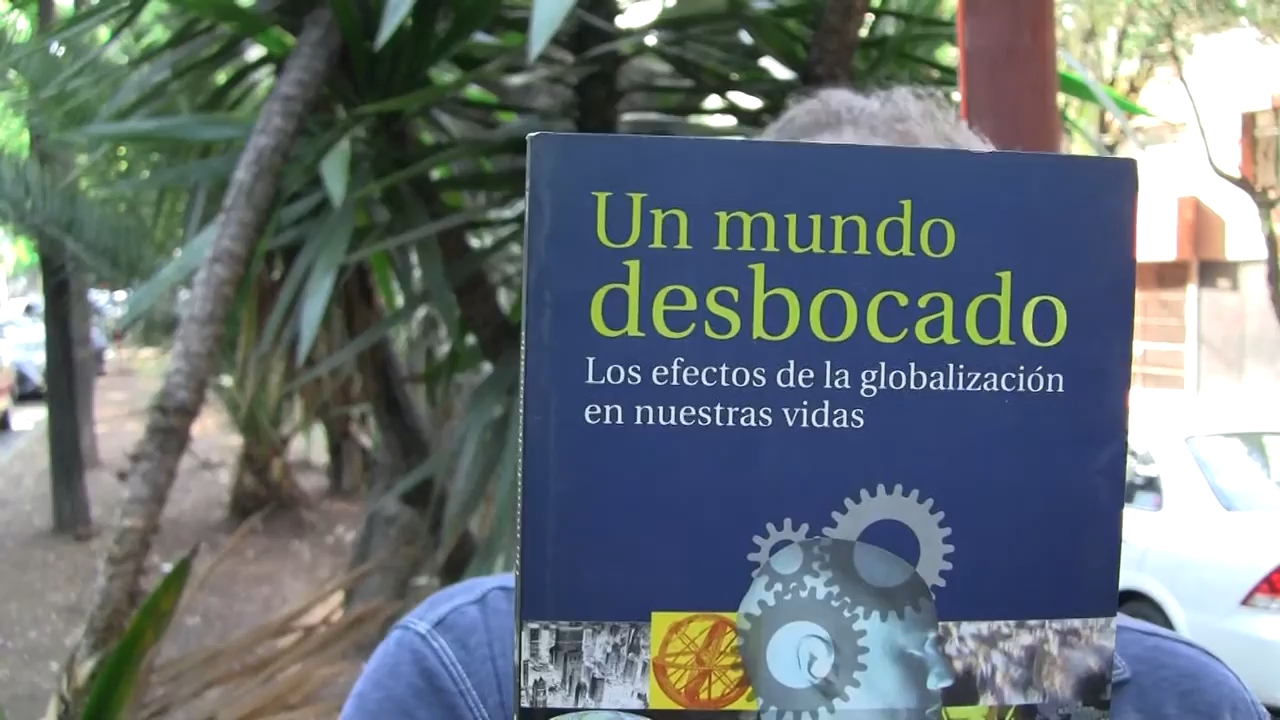 Un mundo
desbocado
Los efectos de la globalización
en nuestras vidas